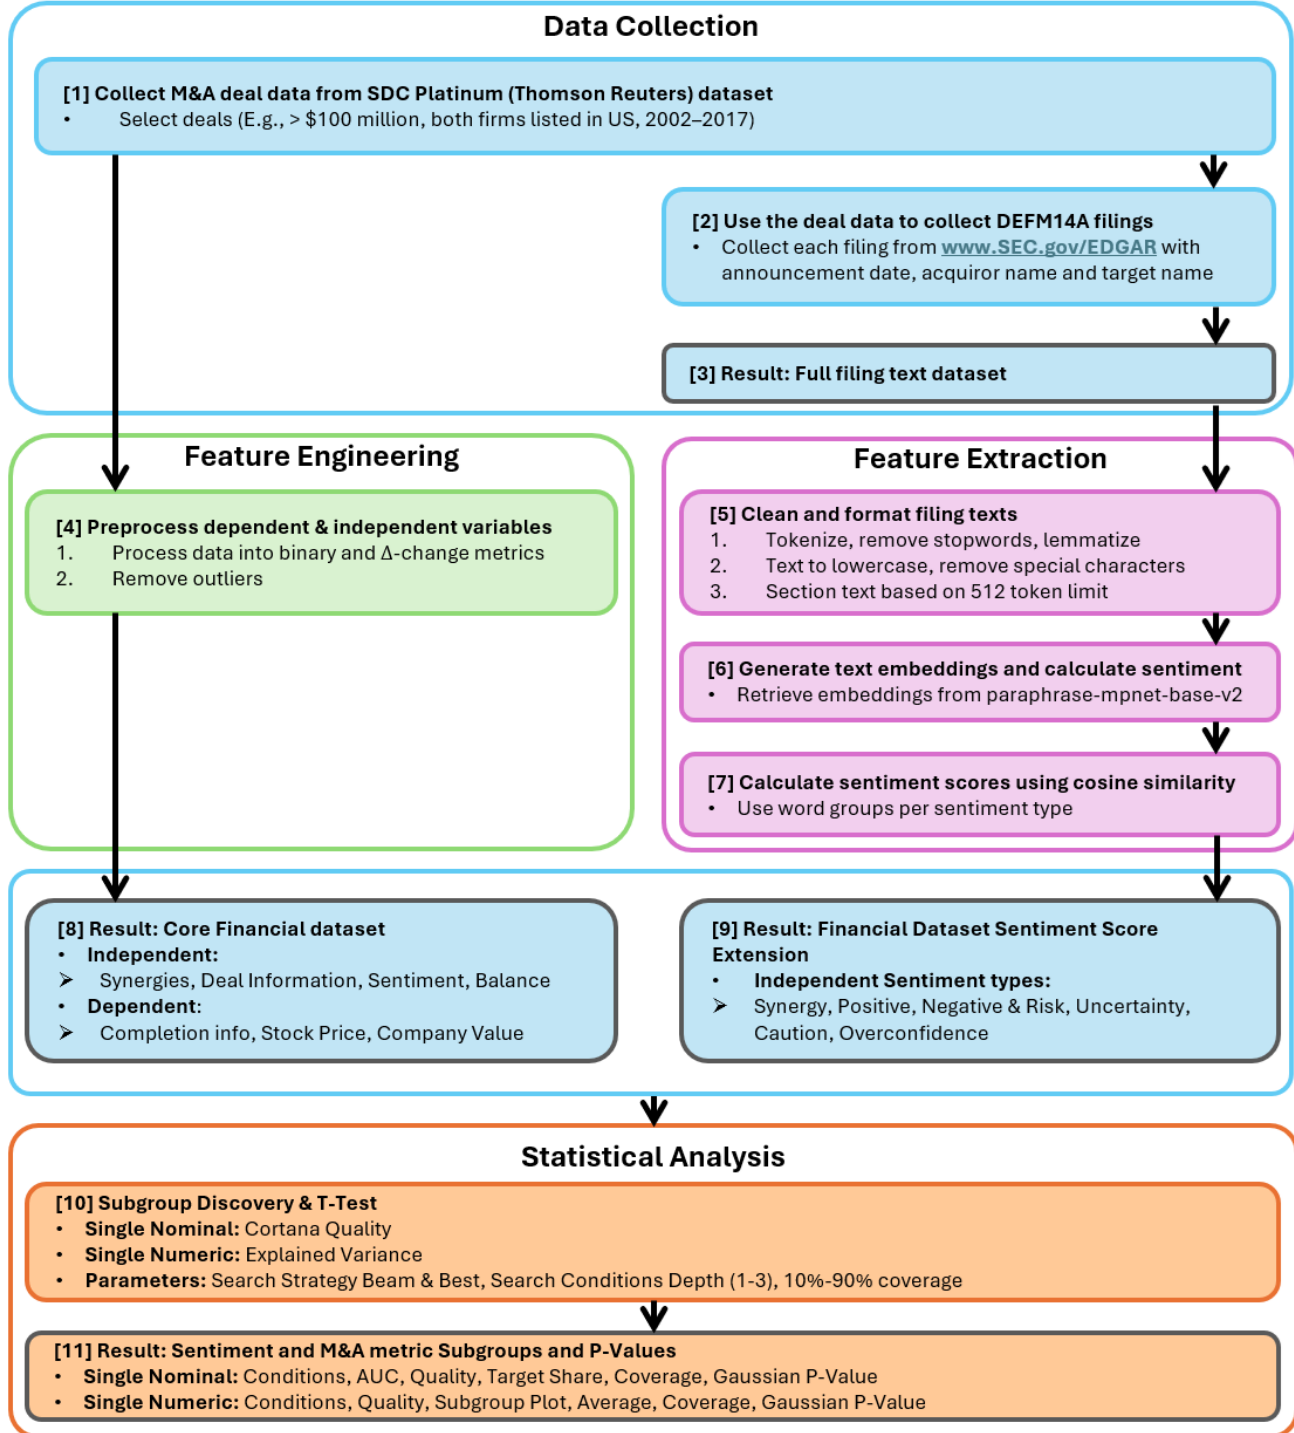 Data Collection
[1] Collect M&A deal data from SDC Platinum (Thomson Reuters) dataset
• Select deals (E.g., > $100 million, both firms listed in US, 2002–2017)
[2] Use the deal data to collect DEFM14A filings
• Collect each filing from www.SEC.gov/EDGAR with
announcement date, acquiror name and target name
[3] Result: Full filing text dataset
Feature Engineering
[4] Preprocess dependent & independent variables
1. Process data into binary and Δ-change metrics
2. Remove outliers
Feature Extraction
[5] Clean and format filing texts
1. Tokenize, remove stopwords, lemmatize
2. Text to lowercase, remove special characters
3. Section text based on 512 token limit
[6] Generate text embeddings and calculate sentiment
• Retrieve embeddings from paraphrase-mpnet-base-v2
[7] Calculate sentiment scores using cosine similarity
• Use word groups per sentiment type
[8] Result: Core Financial dataset
• Independent:
➢ Synergies, Deal Information, Sentiment, Balance
• Dependent:
➢ Completion info, Stock Price, Company Value
[9] Result: Financial Dataset Sentiment Score
Extension
• Independent Sentiment types:
➢ Synergy, Positive, Negative & Risk, Uncertainty,
Caution, Overconfidence
Statistical Analysis
[10] Subgroup Discovery & T-Test
• Single Nominal: Cortana Quality
• Single Numeric: Explained Variance
• Parameters: Search Strategy Beam & Best, Search Conditions Depth (1-3), 10%-90% coverage
[11] Result: Sentiment and M&A metric Subgroups and P-Values
• Single Nominal: Conditions, AUC, Quality, Target Share, Coverage, Gaussian P-Value
• Single Numeric: Conditions, Quality, Subgroup Plot, Average, Coverage, Gaussian P-Value